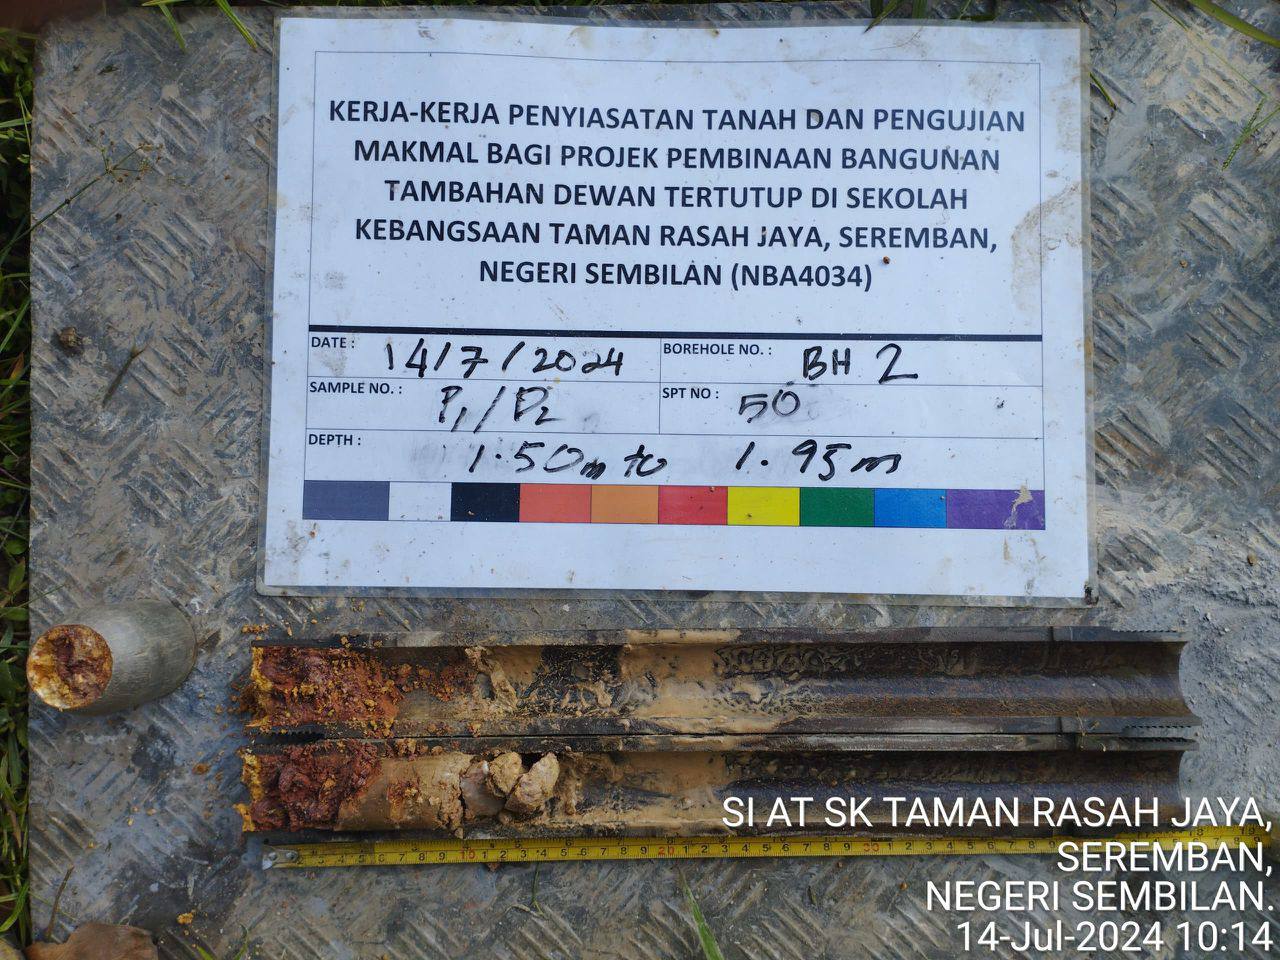 KERJA-KERJA PENYIASATAN TANAH DAN PENGUJIAN
MAKMAL BAGI PROJEK PEMBINAAN BANGUNAN
TAMBAHAN DEWAN TERTUTUP DI SEKOLAH
KEBANGSAAN TAMAN RASAH JAYA, SEREMBAN,
NEGERI SEMBILAN (NBA4034)
DATE : 14/7/2024
BOREHOLE NO. : BH 2
SAMPLE NO. : P1/D2
SPT NO : 50
DEPTH : 1.50m to 1.95m
SI AT SK TAMAN RASAH JAYA,
SEREMBAN,
NEGERI SEMBILAN.
14-Jul-2024 10:14